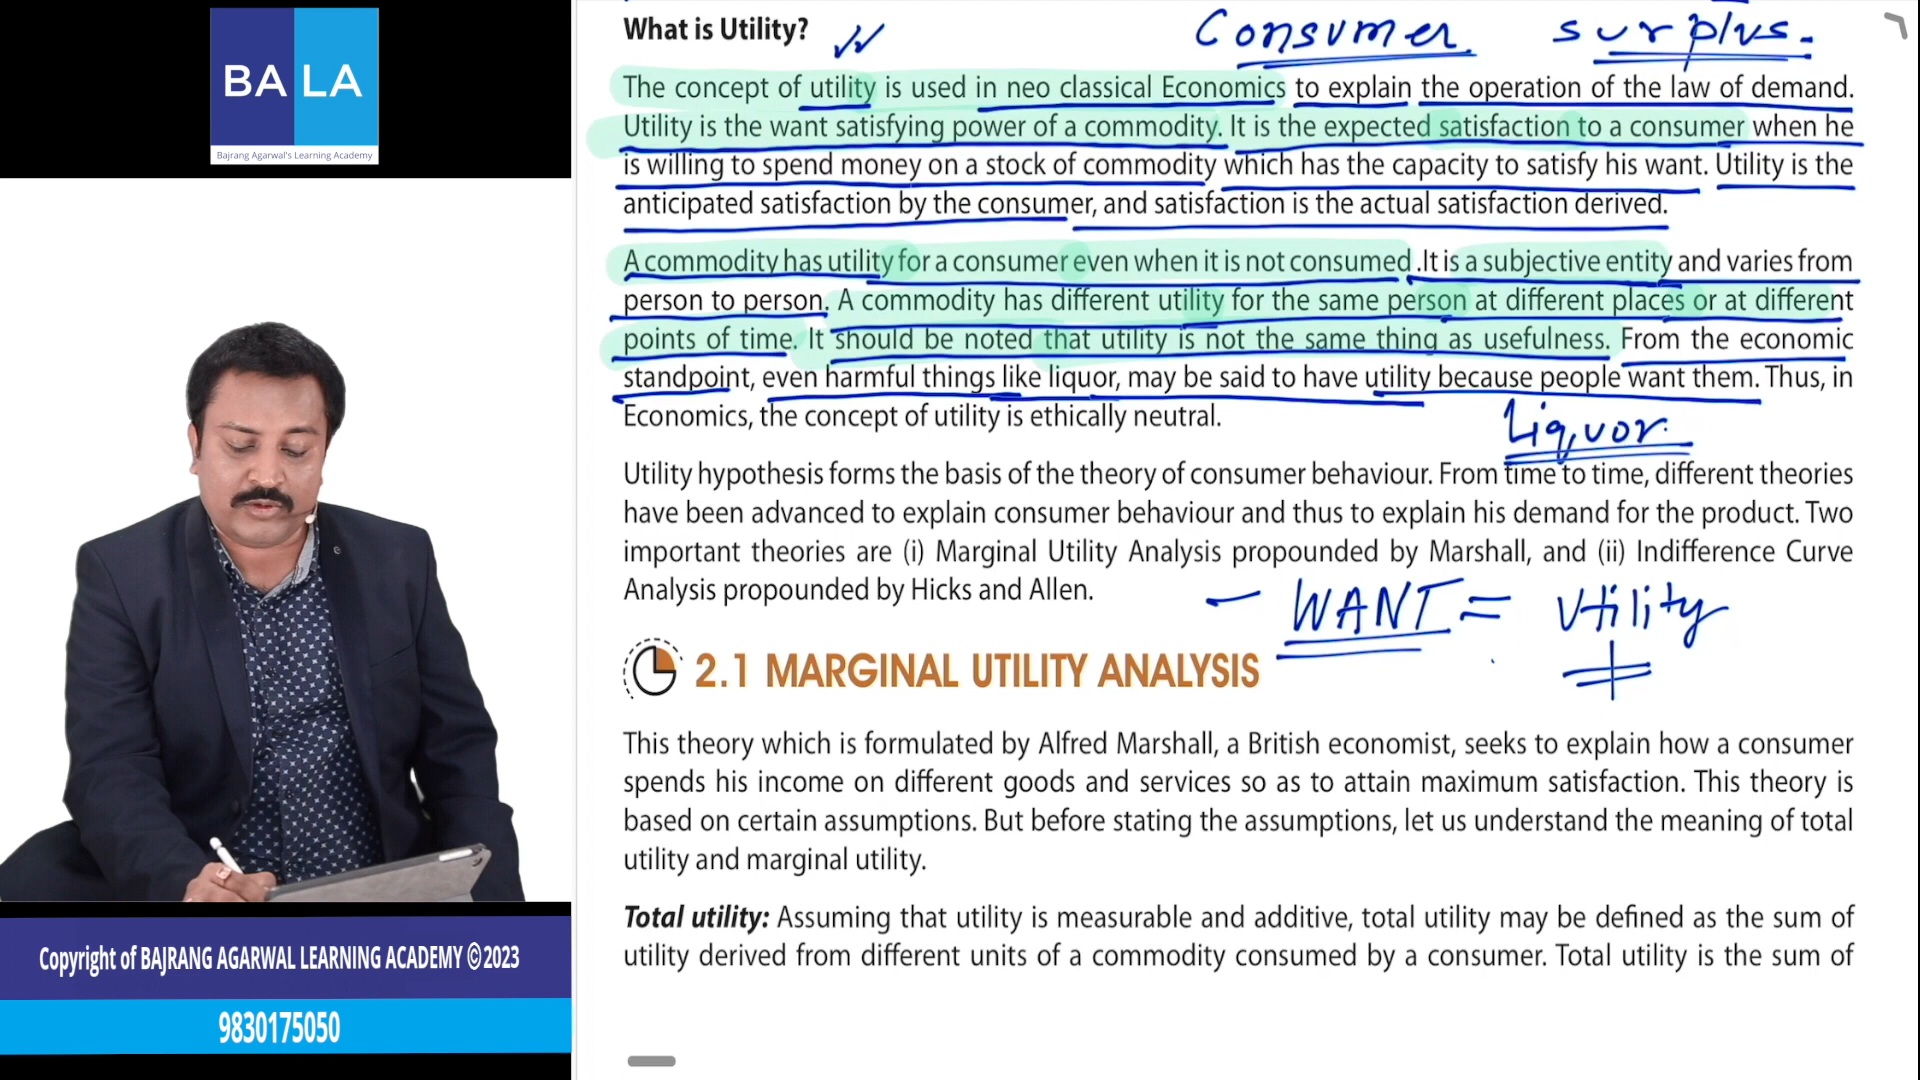 BA LA
Bajrang Agarwal's Learning Academy
What is Utility?
Consumer surplus.
The concept of utility is used in neo classical Economics to explain the operation of the law of demand.
Utility is the want satisfying power of a commodity. It is the expected satisfaction to a consumer when he
is willing to spend money on a stock of commodity which has the capacity to satisfy his want. Utility is the
anticipated satisfaction by the consumer, and satisfaction is the actual satisfaction derived.
A commodity has utility for a consumer even when it is not consumed .It is a subjective entity and varies from
person to person. A commodity has different utility for the same person at different places or at different
points of time. It should be noted that utility is not the same thing as usefulness. From the economic
standpoint, even harmful things like liquor, may be said to have utility because people want them. Thus, in
Economics, the concept of utility is ethically neutral.
Liquor.
Utility hypothesis forms the basis of the theory of consumer behaviour. From time to time, different theories
have been advanced to explain consumer behaviour and thus to explain his demand for the product. Two
important theories are (i) Marginal Utility Analysis propounded by Marshall, and (ii) Indifference Curve
Analysis propounded by Hicks and Allen.
- WANT = Utility
2.1 MARGINAL UTILITY ANALYSIS
This theory which is formulated by Alfred Marshall, a British economist, seeks to explain how a consumer
spends his income on different goods and services so as to attain maximum satisfaction. This theory is
based on certain assumptions. But before stating the assumptions, let us understand the meaning of total
utility and marginal utility.
Total utility: Assuming that utility is measurable and additive, total utility may be defined as the sum of
utility derived from different units of a commodity consumed by a consumer. Total utility is the sum of
Copyright of BAJRANG AGARWAL LEARNING ACADEMY © 2023
9830175050